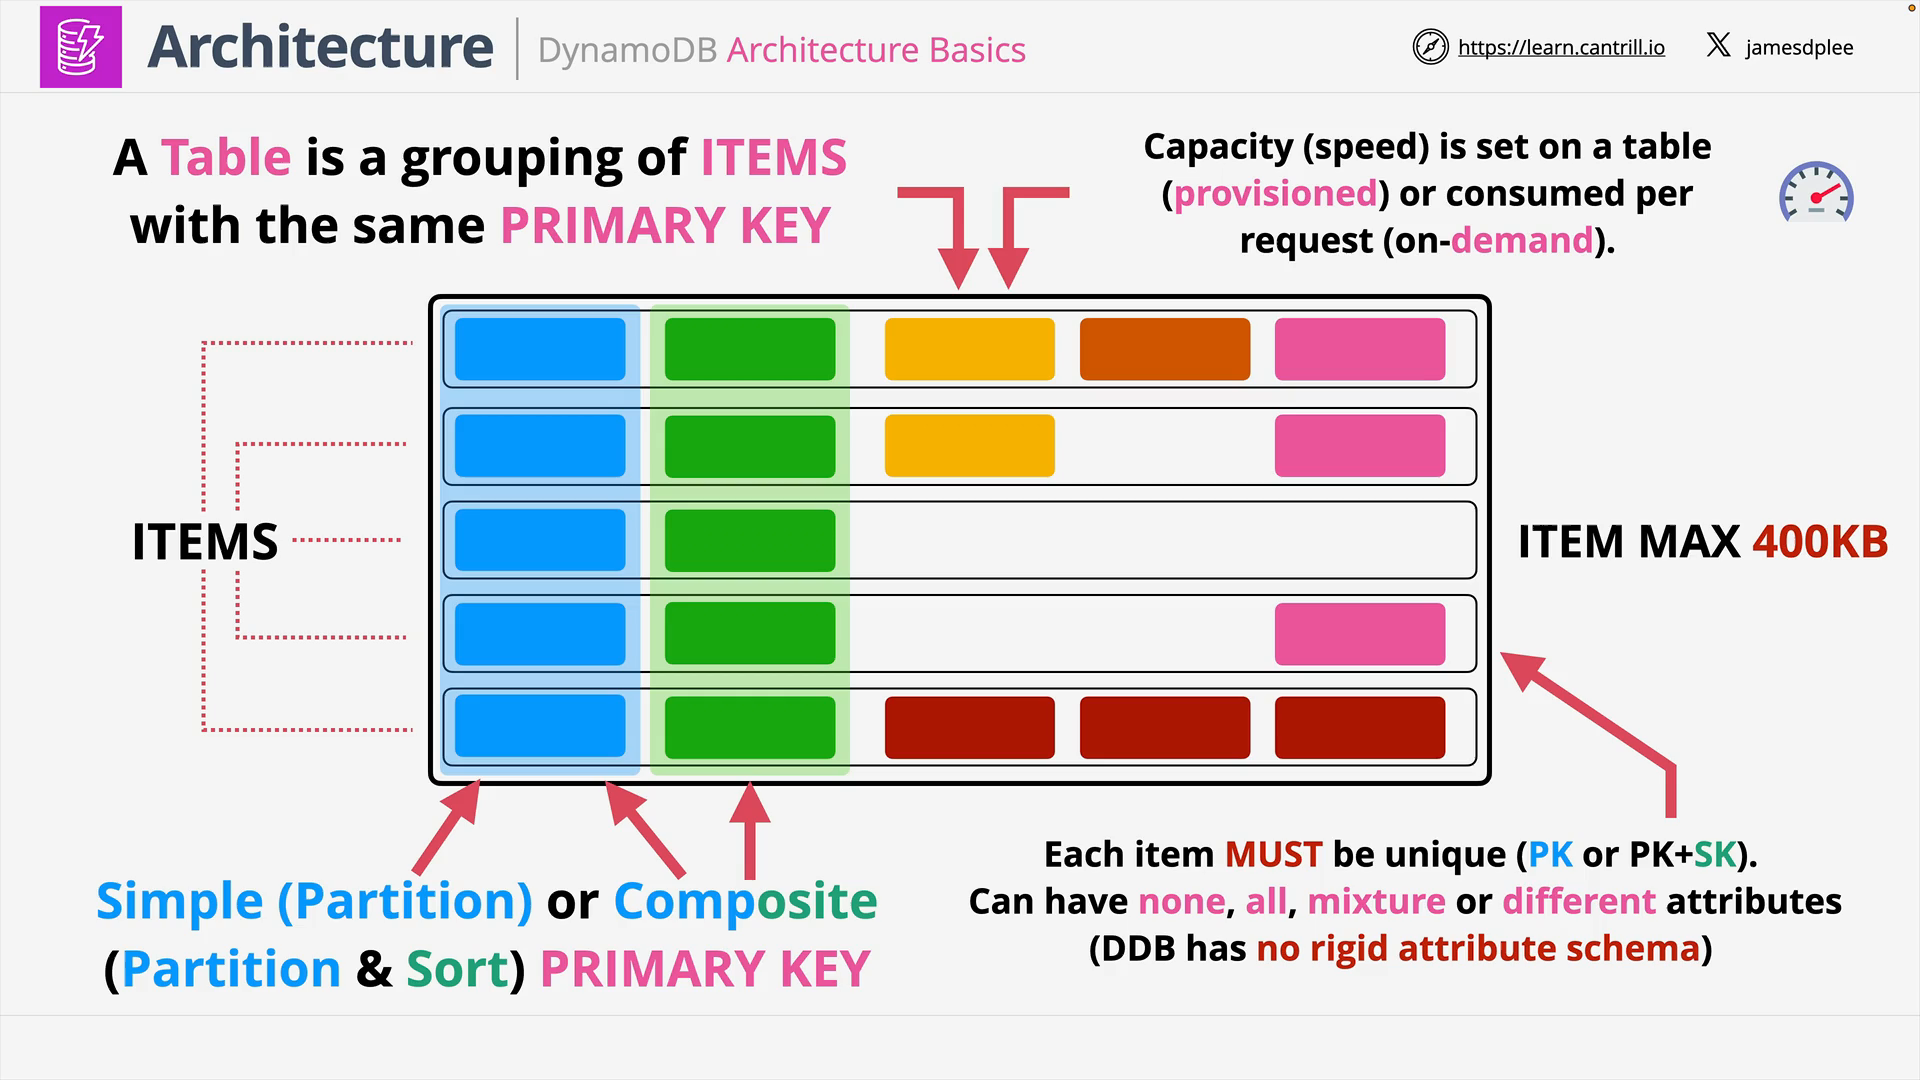 Architecture
DynamoDB Architecture Basics
https://learn.cantrill.io
jamesdplee
A Table is a grouping of ITEMS
with the same PRIMARY KEY
Capacity (speed) is set on a table
(provisioned) or consumed per
request (on-demand).
ITEMS
ITEM MAX 400KB
Simple (Partition) or Composite
(Partition & Sort) PRIMARY KEY
Each item MUST be unique (PK or PK+SK).
Can have none, all, mixture or different attributes
(DDB has no rigid attribute schema)